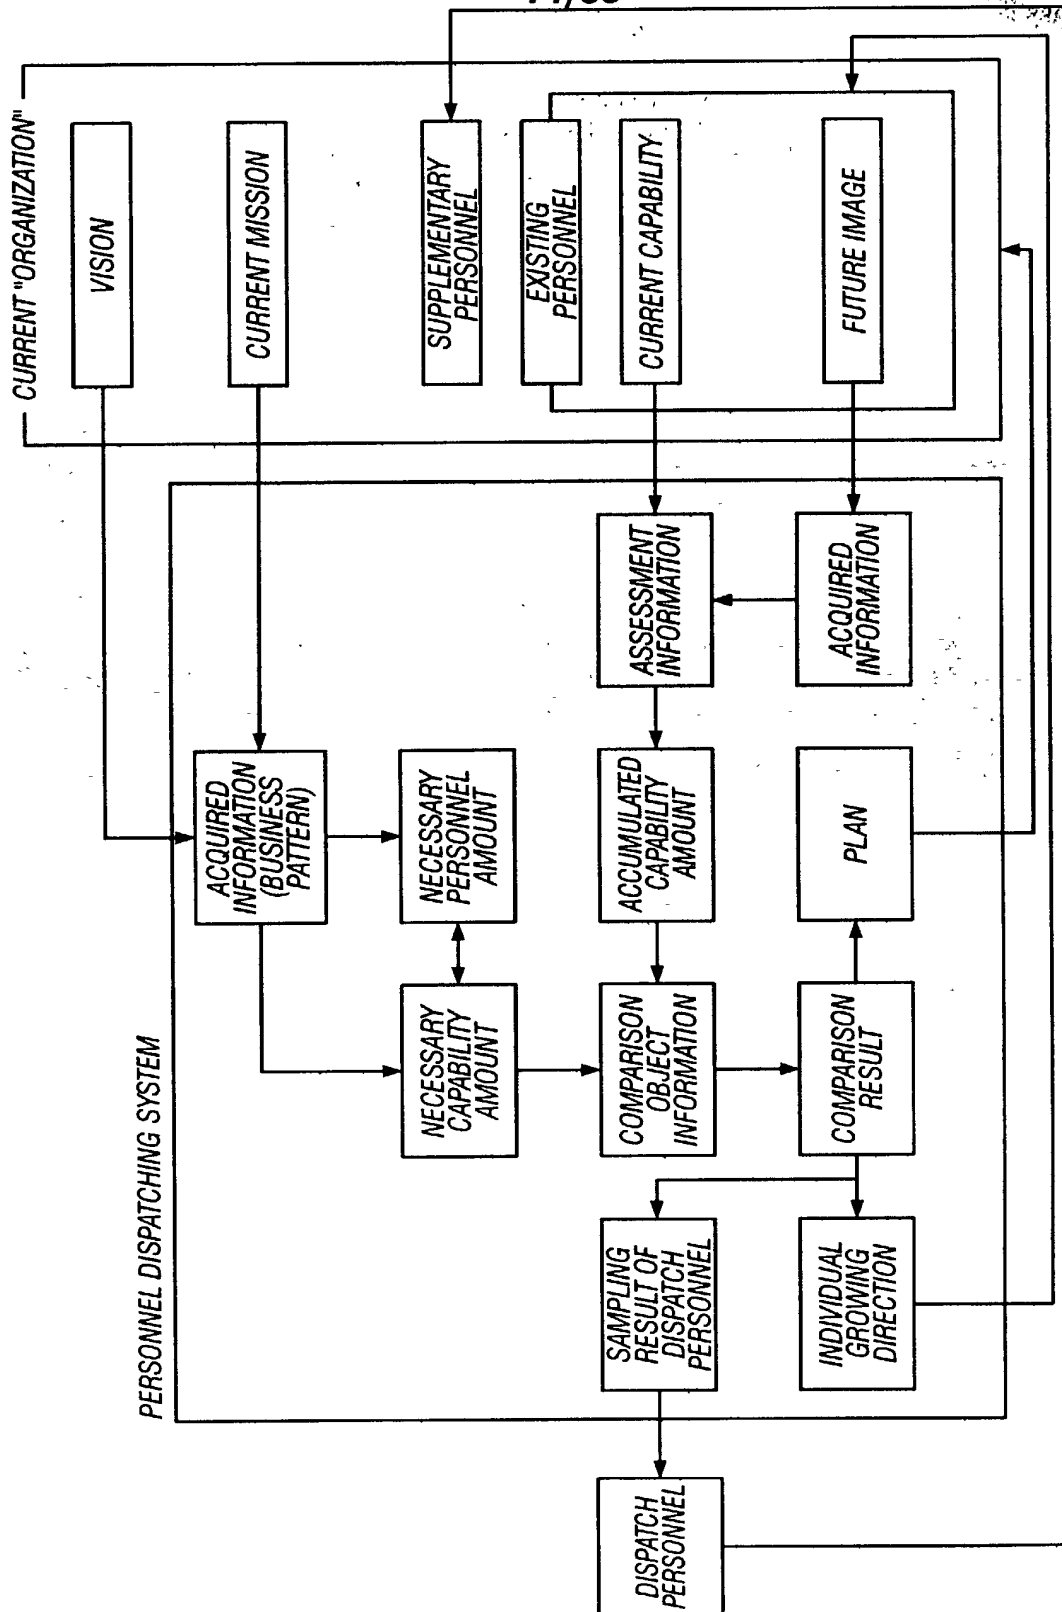 CURRENT "ORGANIZATION"
VISION
CURRENT MISSION
SUPPLEMENTARY
PERSONNEL
EXISTING
PERSONNEL
CURRENT CAPABILITY
FUTURE IMAGE
PERSONNEL DISPATCHING SYSTEM
ACQUIRED
INFORMATION
(BUSINESS
PATTERN)
NECESSARY
PERSONNEL
AMOUNT
NECESSARY
CAPABILITY
AMOUNT
ASSESSMENT
INFORMATION
ACQUIRED
INFORMATION
ACCUMULATED
CAPABILITY
AMOUNT
PLAN
COMPARISON
OBJECT
INFORMATION
COMPARISON
RESULT
SAMPLING
RESULT OF
DISPATCH
PERSONNEL
INDIVIDUAL
GROWING
DIRECTION
DISPATCH
PERSONNEL